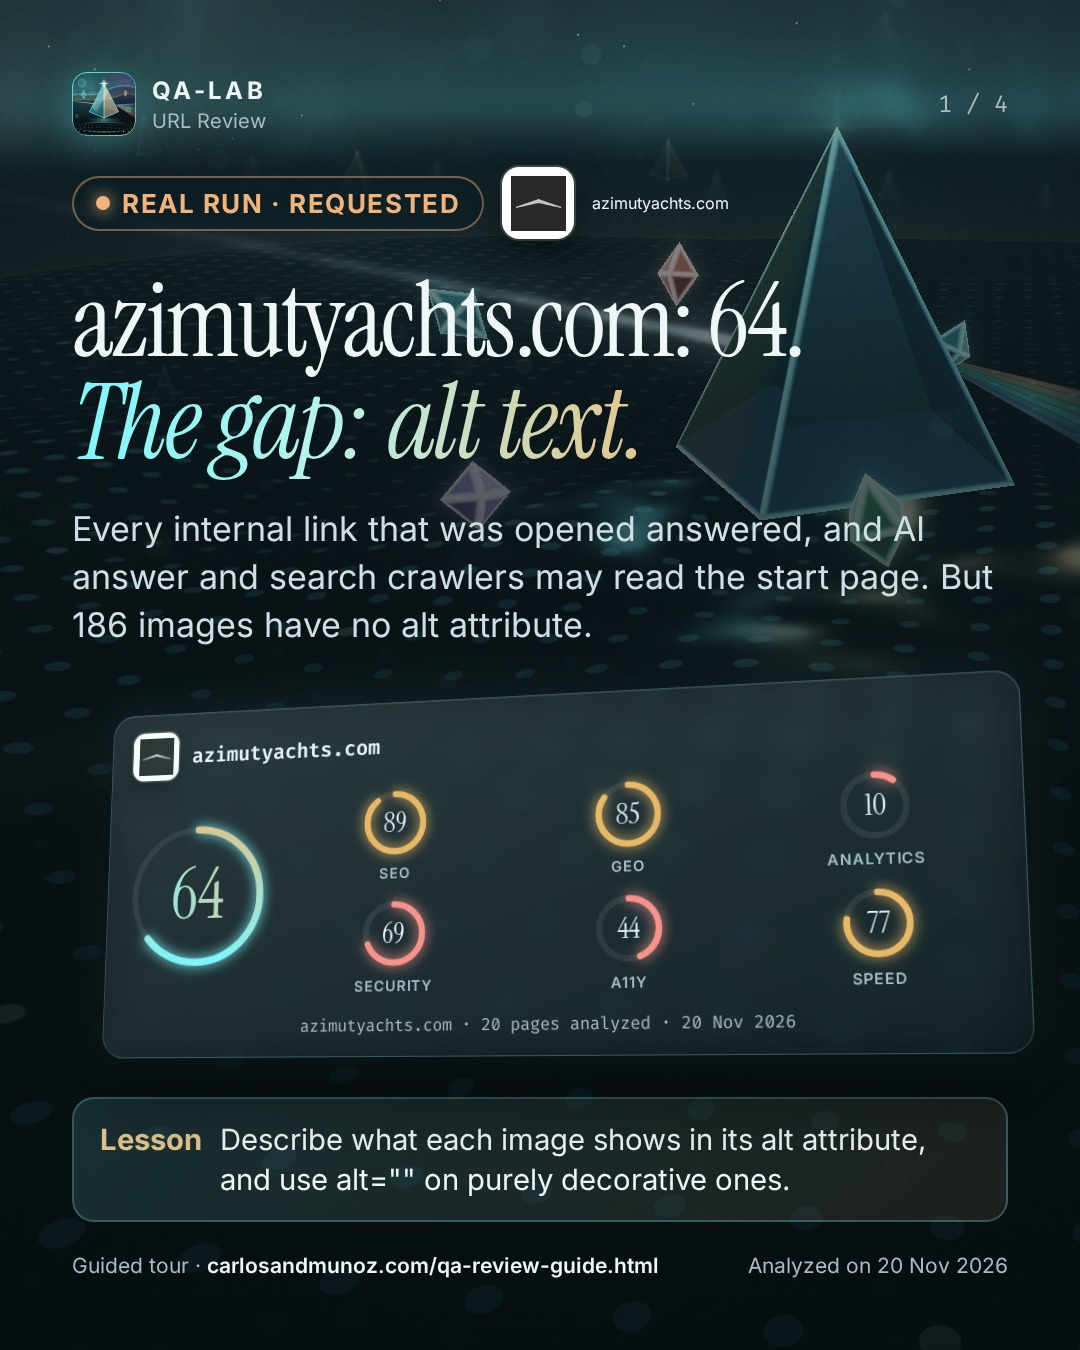 QA-LAB
URL Review
1 / 4
REAL RUN · REQUESTED
azimutyachts.com
azimutyachts.com: 64.
The gap: alt text.
Every internal link that was opened answered, and AI
answer and search crawlers may read the start page. But
186 images have no alt attribute.
azimutyachts.com
64
89
SEO
85
GEO
10
ANALYTICS
69
SECURITY
44
A11Y
77
SPEED
azimutyachts.com · 20 pages analyzed · 20 Nov 2026
Lesson Describe what each image shows in its alt attribute,
and use alt="" on purely decorative ones.
Guided tour · carlosandmunoz.com/qa-review-guide.html
Analyzed on 20 Nov 2026